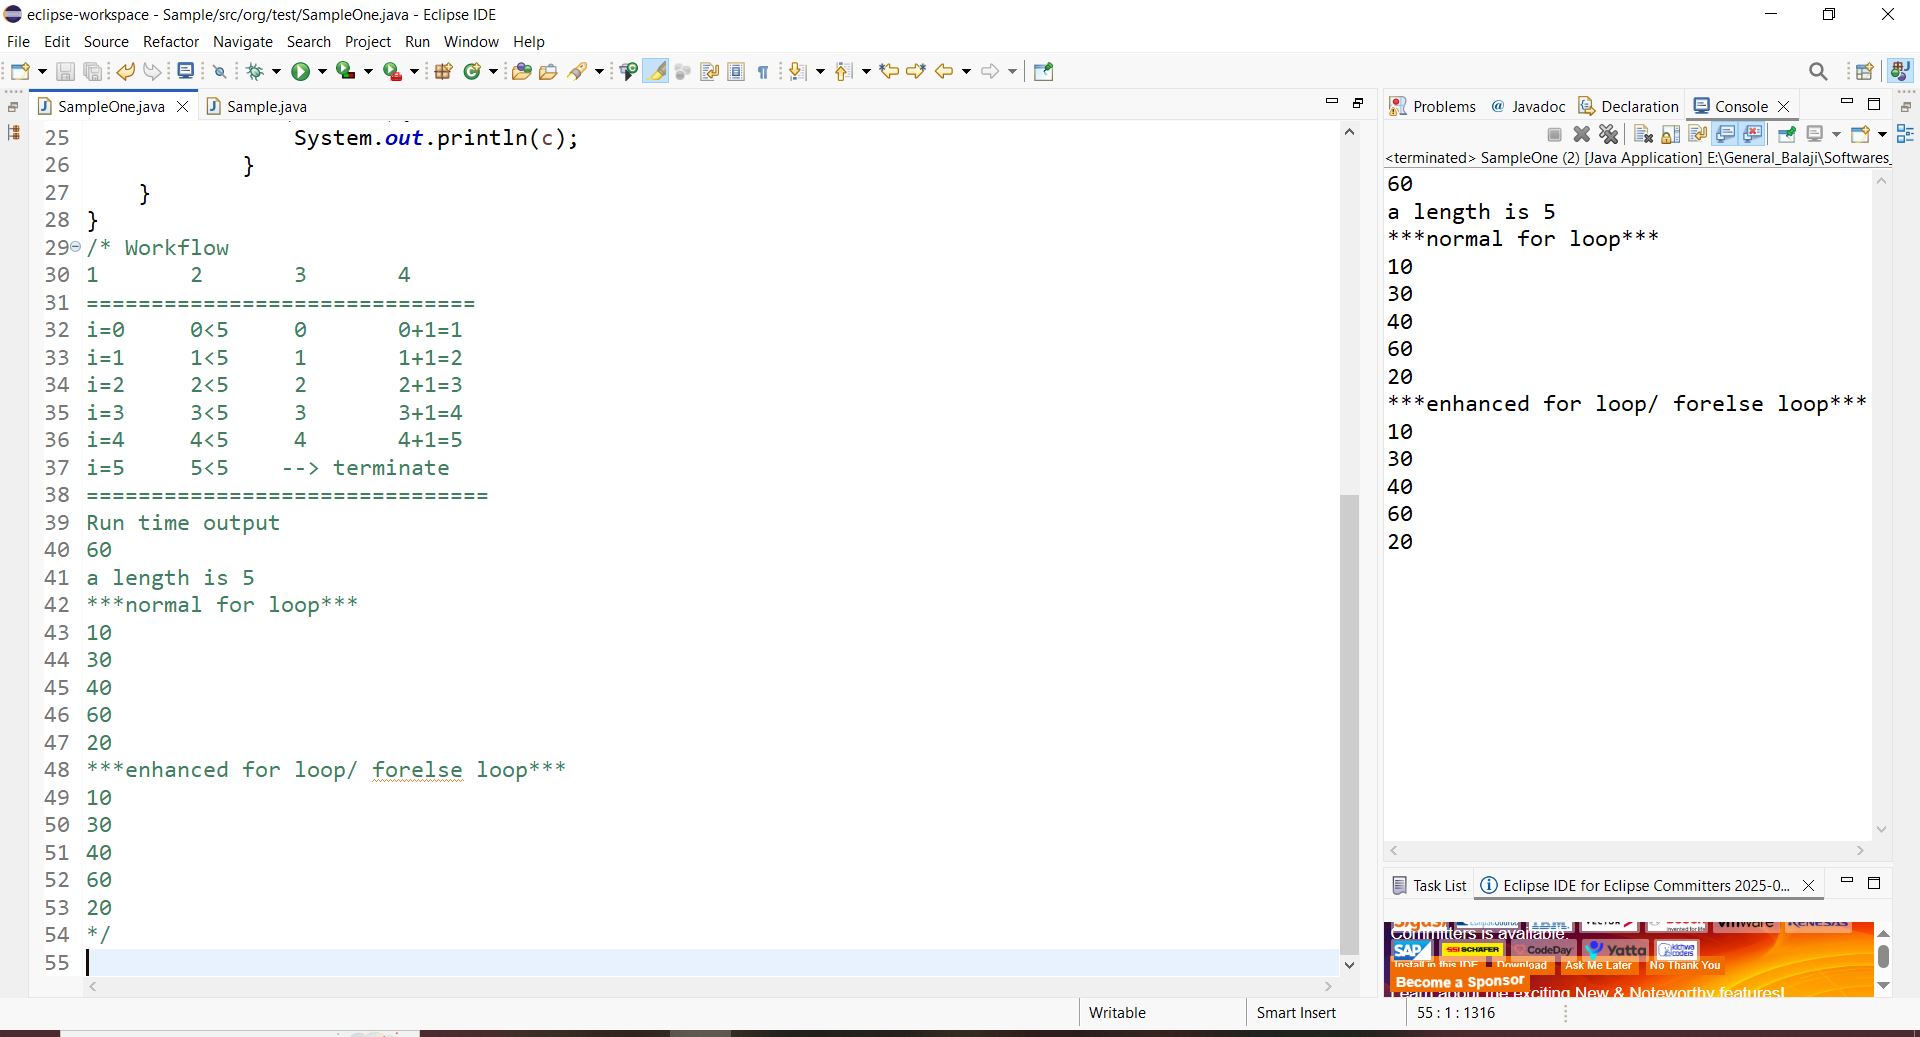 eclipse-workspace - Sample/src/org/test/SampleOne.java - Eclipse IDE
File Edit Source Refactor Navigate Search Project Run Window Help
SampleOne.java Sample.java
25 System.out.println(c);
26 }
27 }
28 }
29 /* Workflow
30 1 2 3 4
31 ==============================
32 i=0 0<5 0 0+1=1
33 i=1 1<5 1 1+1=2
34 i=2 2<5 2 2+1=3
35 i=3 3<5 3 3+1=4
36 i=4 4<5 4 4+1=5
37 i=5 5<5 --> terminate
38 ===============================
39 Run time output
40 60
41 a length is 5
42 ***normal for loop***
43 10
44 30
45 40
46 60
47 20
48 ***enhanced for loop/ forelse loop***
49 10
50 30
51 40
52 60
53 20
54 */
55
Problems @ Javadoc Declaration Console
<terminated> SampleOne (2) [Java Application] E:\General_Balaji\Softwares_
60
a length is 5
***normal for loop***
10
30
40
60
20
***enhanced for loop/ forelse loop***
10
30
40
60
20
Task List Eclipse IDE for Eclipse Committers 2025-0...
vmware RENESAS
Committers is available.
SAP SSI SCHÄFER CodeDay Yatta
Install in this IDE Download Ask Me Later No Thank You
Become a Sponsor
Learn about the exciting New & Noteworthy features!
Writable Smart Insert 55 : 1 : 1316